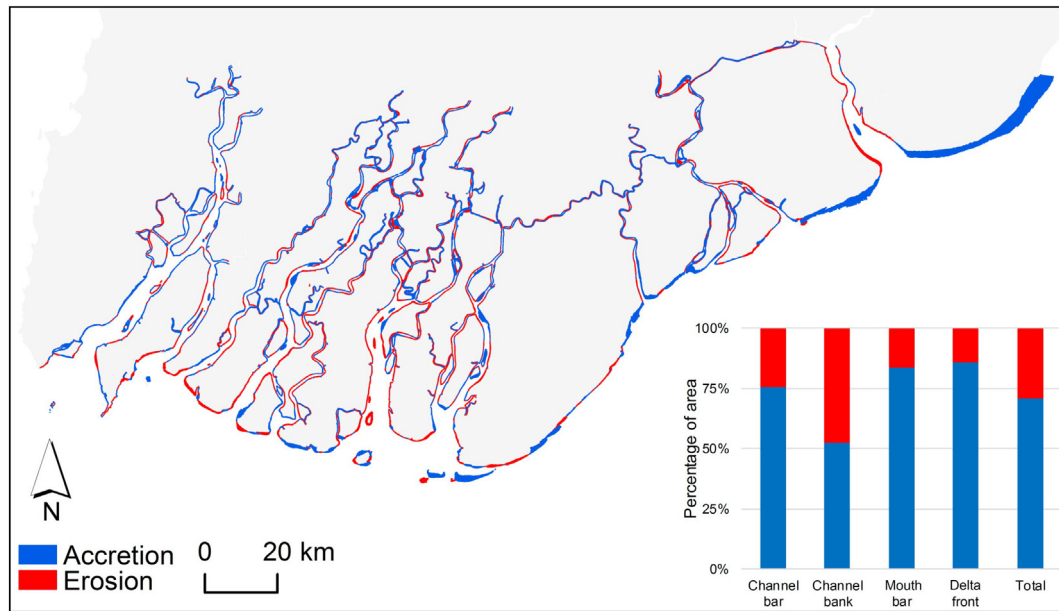 N
Accretion
Erosion
0 20 km
Percentage of area
100%
75%
50%
25%
0%
Channel
bar
Channel
bank
Mouth
bar
Delta
front
Total